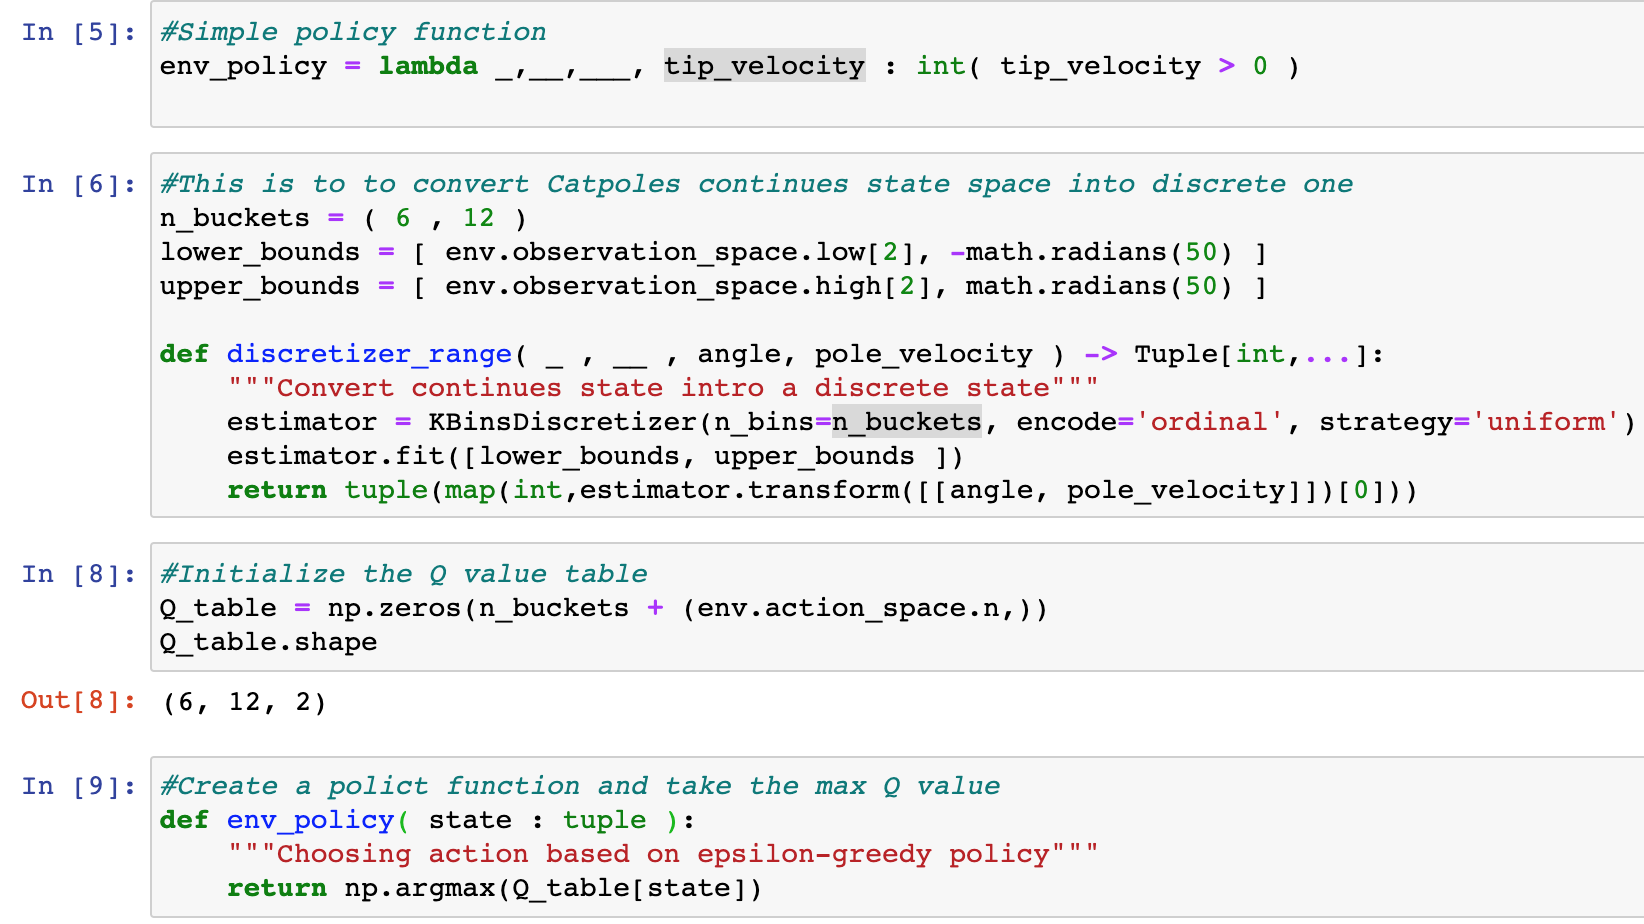 In [5]: #Simple policy function
env_policy = lambda _,__,___, tip_velocity : int( tip_velocity > 0 )
In [6]: #This is to to convert Catpoles continues state space into discrete one
n_buckets = ( 6 , 12 )
lower_bounds = [ env.observation_space.low[2], -math.radians(50) ]
upper_bounds = [ env.observation_space.high[2], math.radians(50) ]
def discretizer_range( _ , __ , angle, pole_velocity ) -> Tuple[int,...]:
"""Convert continues state intro a discrete state"""
estimator = KBinsDiscretizer(n_bins=n_buckets, encode='ordinal', strategy='uniform')
estimator.fit([lower_bounds, upper_bounds ])
return tuple(map(int,estimator.transform([[angle, pole_velocity]])[0]))
In [8]: #Initialize the Q value table
Q_table = np.zeros(n_buckets + (env.action_space.n,))
Q_table.shape
Out[8]: (6, 12, 2)
In [9]: #Create a polict function and take the max Q value
def env_policy( state : tuple ):
"""Choosing action based on epsilon-greedy policy"""
return np.argmax(Q_table[state])